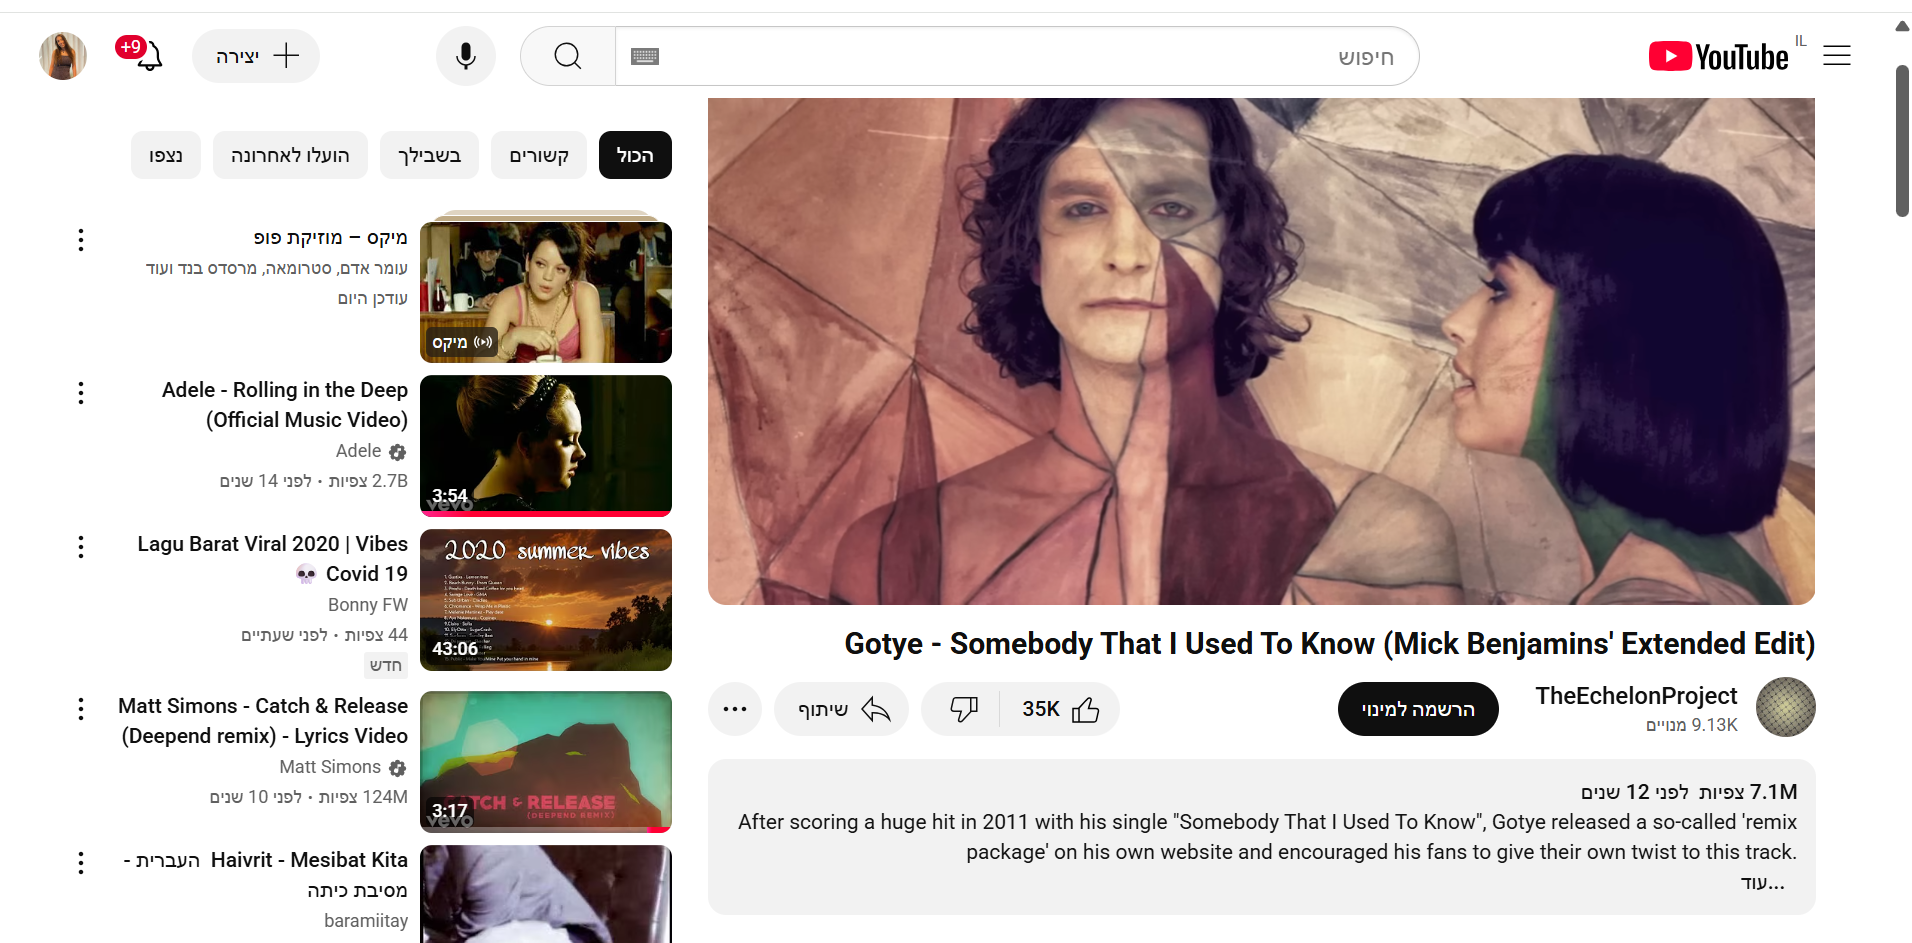 YouTube IL
חיפוש
יצירה
9+
Gotye - Somebody That I Used To Know (Mick Benjamins' Extended Edit)
TheEchelonProject
9.13K מנויים
הרשמה למינוי
35K
שיתוף
7.1M צפיות לפני 12 שנים
After scoring a huge hit in 2011 with his single "Somebody That I Used To Know", Gotye released a so-called 'remix
package' on his own website and encouraged his fans to give their own twist to this track.
...עוד
הכול
קשורים
בשבילך
הועלו לאחרונה
נצפו
מיקס
מיקס – מוזיקת פופ
עומר אדם, סטרומאה, מרסדס בנד ועוד
עודכן היום
3:54
vevo
Adele - Rolling in the Deep
(Official Music Video)
Adele
2.7B צפיות • לפני 14 שנים
2020 summer vibes
43:06
Lagu Barat Viral 2020 | Vibes
Covid 19 💀
Bonny FW
44 צפיות • לפני שעתיים
חדש
CATCH & RELEASE
(DEEPEND REMIX)
3:17
vevo
Matt Simons - Catch & Release
(Deepend remix) - Lyrics Video
Matt Simons
124M צפיות • לפני 10 שנים
Haivrit - Mesibat Kita העברית -
מסיבת כיתה
baramiitay